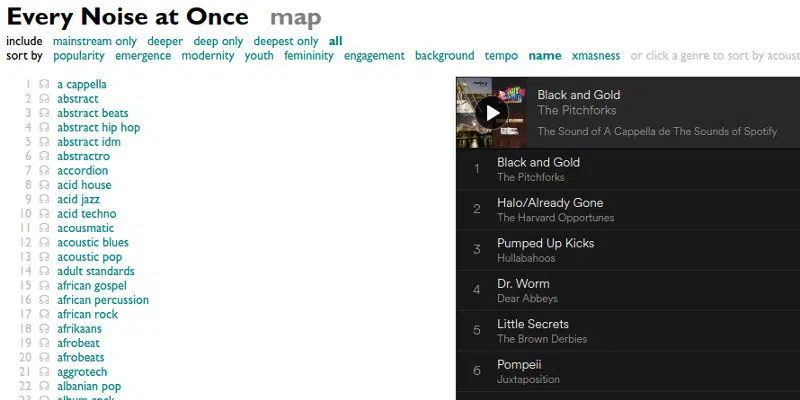 Every Noise at Once map
include mainstream only deeper deep only deepest only all
sort by popularity emergence modernity youth femininity engagement background tempo name xmasness or click a genre to sort by acoust
1 a cappella
2 abstract
3 abstract beats
4 abstract hip hop
5 abstract idm
6 abstractro
7 accordion
8 acid house
9 acid jazz
10 acid techno
11 acousmatic
12 acoustic blues
13 acoustic pop
14 adult standards
15 african gospel
16 african percussion
17 african rock
18 afrikaans
19 afrobeat
20 afrobeats
21 aggrotech
22 albanian pop
23 album rock
Black and Gold
The Pitchforks
The Sound of A Cappella de The Sounds of Spotify
1 Black and Gold
The Pitchforks
2 Halo/Already Gone
The Harvard Opportunes
3 Pumped Up Kicks
Hullabahoos
4 Dr. Worm
Dear Abbeys
5 Little Secrets
The Brown Derbies
6 Pompeii
Juxtaposition